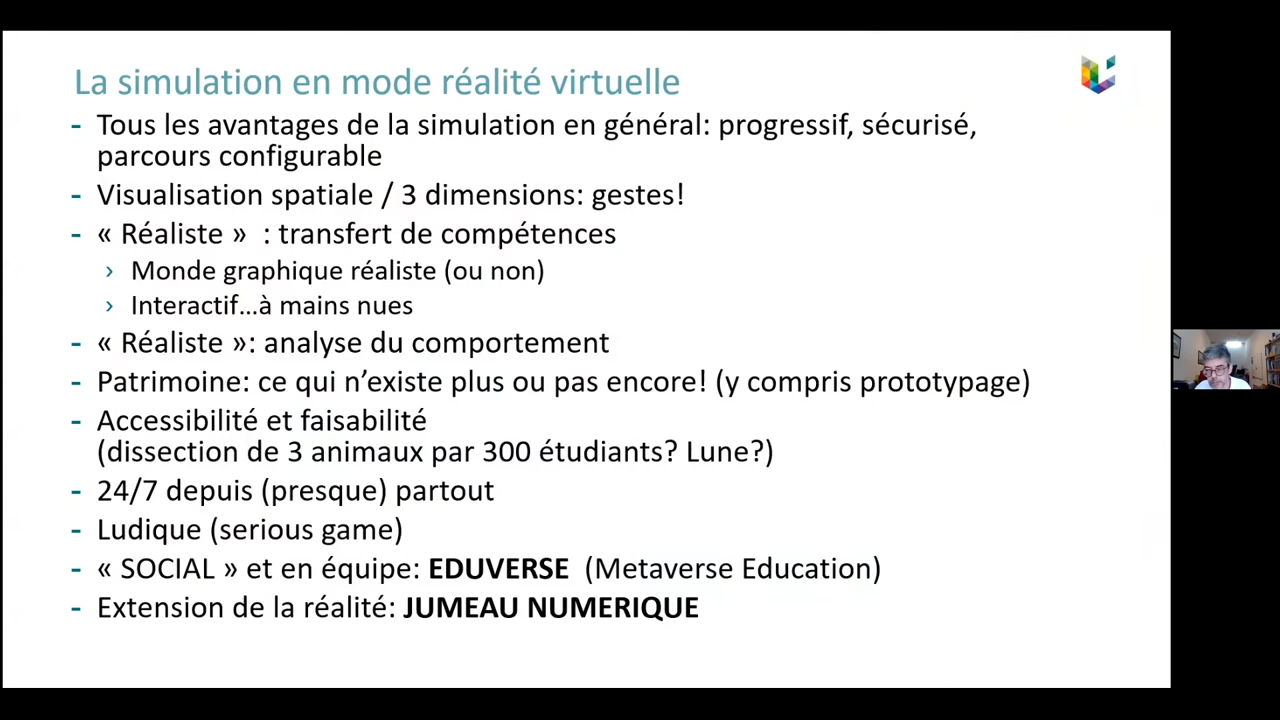 La simulation en mode réalité virtuelle
- Tous les avantages de la simulation en général: progressif, sécurisé,
parcours configurable
- Visualisation spatiale / 3 dimensions: gestes!
- « Réaliste »  : transfert de compétences
› Monde graphique réaliste (ou non)
› Interactif...à mains nues
- « Réaliste »: analyse du comportement
- Patrimoine: ce qui n’existe plus ou pas encore! (y compris prototypage)
- Accessibilité et faisabilité
(dissection de 3 animaux par 300 étudiants? Lune?)
- 24/7 depuis (presque) partout
- Ludique (serious game)
- « SOCIAL » et en équipe: EDUVERSE  (Metaverse Education)
- Extension de la réalité: JUMEAU NUMERIQUE